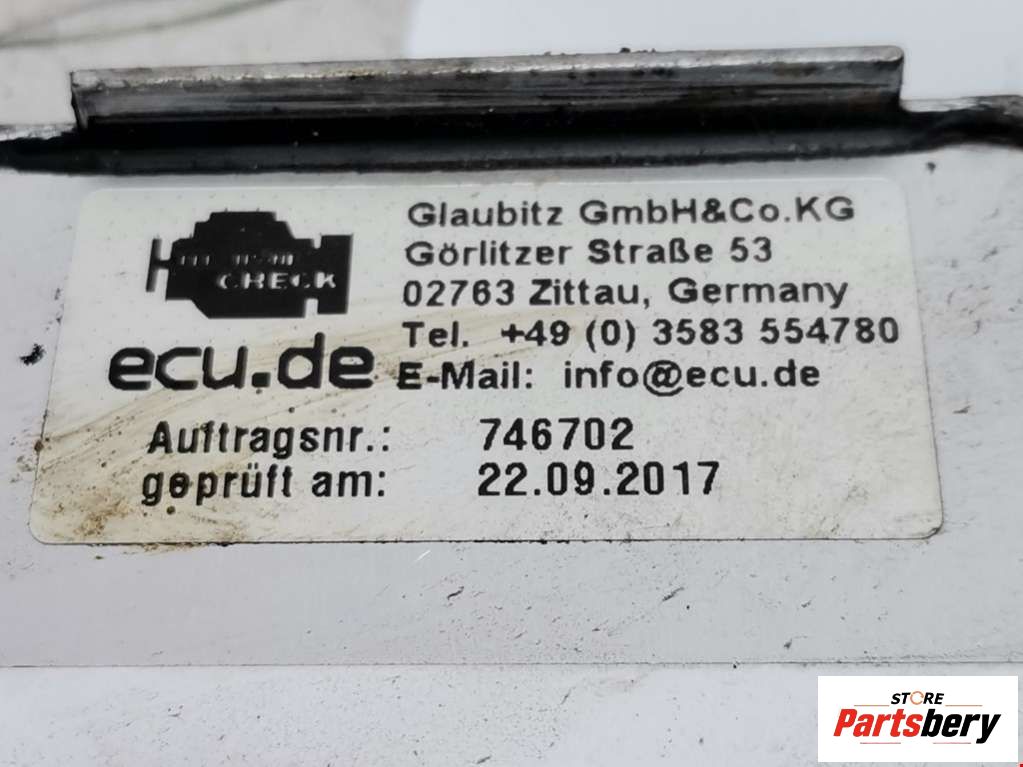 Glaubitz GmbH&Co.KG
Görlitzer Straße 53
02763 Zittau, Germany
Tel. +49 (0) 3583 554780
E-Mail: info@ecu.de
CHECK
ecu.de
Auftragsnr.: 746702
geprüft am: 22.09.2017
STORE
Partsbery